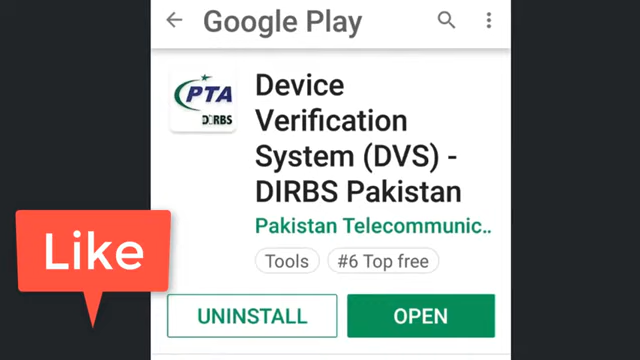 Google Play
PTA
DIRBS
Device
Verification
System (DVS) -
DIRBS Pakistan
Pakistan Telecommunic..
Tools
#6 Top free
Like
UNINSTALL
OPEN